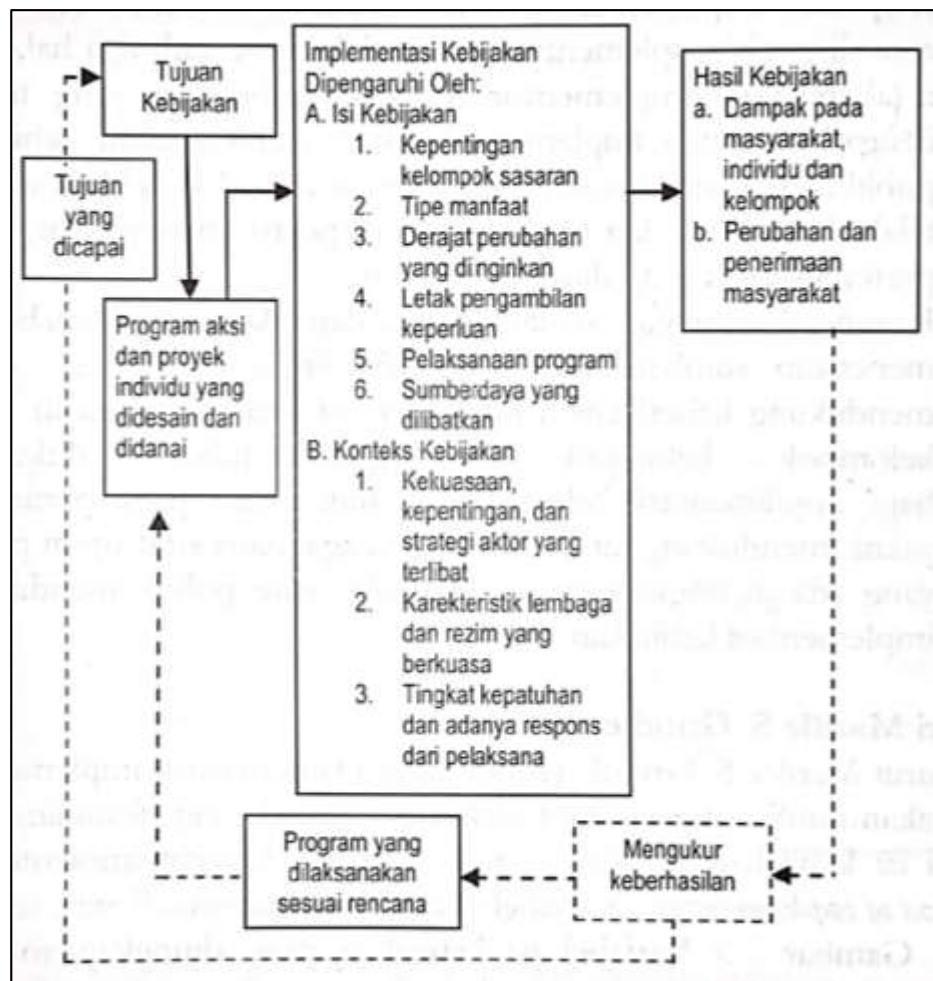 Tujuan
Kebijakan
Tujuan
yang
dicapai
Program aksi
dan proyek
individu yang
didesain dan
didanai
Implementasi Kebijakan
Dipengaruhi Oleh:
A. Isi Kebijakan
1. Kepentingan
kelompok sasaran
2. Tipe manfaat
3. Derajat perubahan
yang diinginkan
4. Letak pengambilan
keperluan
5. Pelaksanaan program
6. Sumberdaya yang
dilibatkan
B. Konteks Kebijakan
1. Kekuasaan,
kepentingan, dan
strategi aktor yang
terlibat
2. Karekteristik lembaga
dan rezim yang
berkuasa
3. Tingkat kepatuhan
dan adanya respons
dari pelaksana
Hasil Kebijakan
a. Dampak pada
masyarakat,
individu dan
kelompok
b. Perubahan dan
penerimaan
masyarakat
Program yang
dilaksanakan
sesuai rencana
Mengukur
keberhasilan